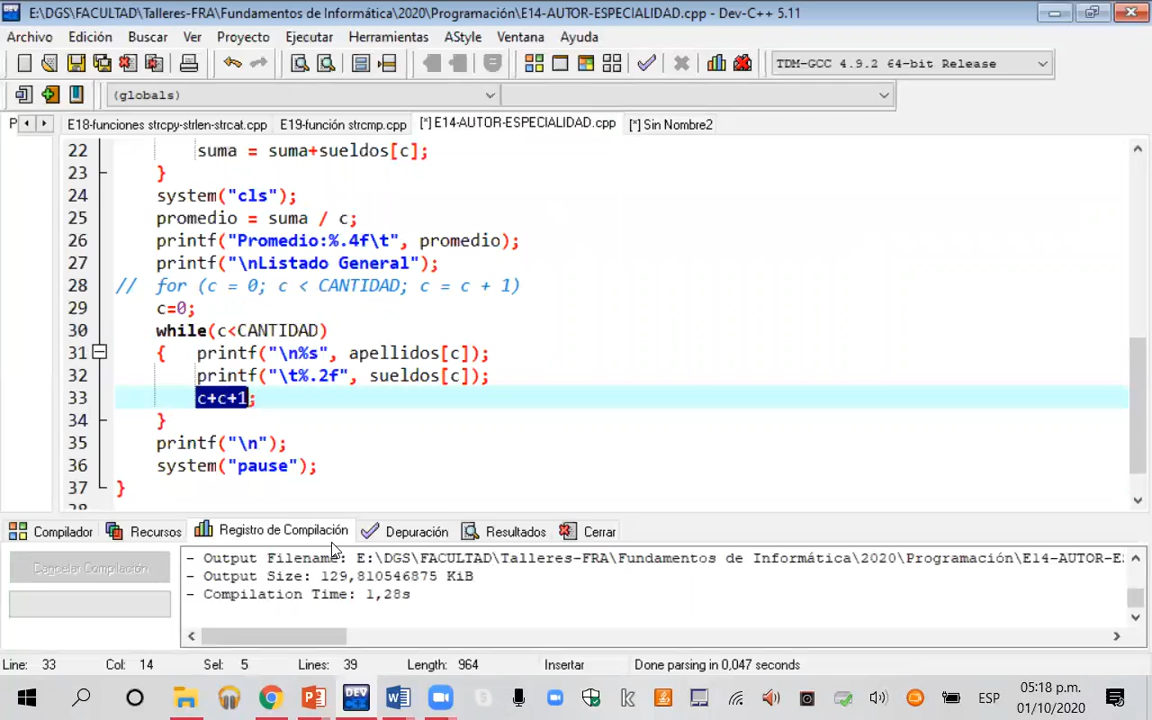 E:\DGS\FACULTAD\Talleres-FRA\Fundamentos de Informática\2020\Programación\E14-AUTOR-ESPECIALIDAD.cpp - Dev-C++ 5.11
Archivo Edición Buscar Ver Proyecto Ejecutar Herramientas AStyle Ventana Ayuda
TDM-GCC 4.9.2 64-bit Release
(globals)
P E18-funciones strcpy-strlen-strcat.cpp E19-función strcmp.cpp [*] E14-AUTOR-ESPECIALIDAD.cpp [*] Sin Nombre2
22 suma = suma+sueldos[c];
23 }
24 system("cls");
25 promedio = suma / c;
26 printf("Promedio:%.4f\t", promedio);
27 printf("\nListado General");
28 // for (c = 0; c < CANTIDAD; c = c + 1)
29 c=0;
30 while(c<CANTIDAD)
31 { printf("\n%s", apellidos[c]);
32 printf("\t%.2f", sueldos[c]);
33 c+c+1;
34 }
35 printf("\n");
36 system("pause");
37 }
38
Compilador Recursos Registro de Compilación Depuración Resultados Cerrar
Cancelar Compilación
- Output Filename: E:\DGS\FACULTAD\Talleres-FRA\Fundamentos de Informática\2020\Programación\E14-AUTOR-E
- Output Size: 129,810546875 KiB
- Compilation Time: 1,28s
Line: 33 Col: 14 Sel: 5 Lines: 39 Length: 964 Insertar Done parsing in 0,047 seconds
ESP
05:18 p.m.
01/10/2020